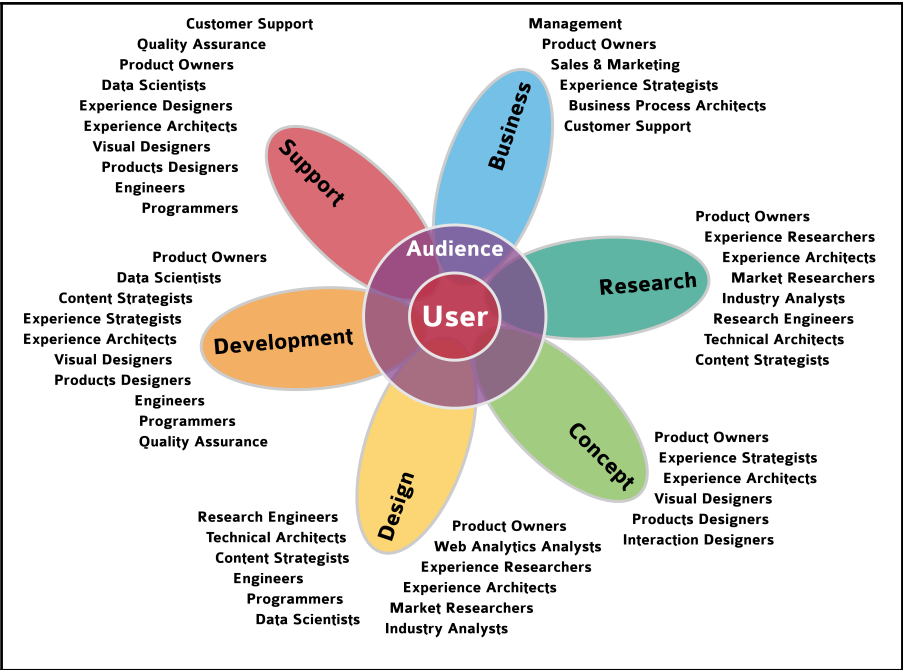 Customer Support
Quality Assurance
Product Owners
Data Scientists
Experience Designers
Experience Architects
Visual Designers
Products Designers
Engineers
Programmers
Support
Management
Product Owners
Sales & Marketing
Experience Strategists
Business Process Architects
Customer Support
Business
Product Owners
Experience Researchers
Experience Architects
Market Researchers
Industry Analysts
Research Engineers
Technical Architects
Content Strategists
Research
Audience
User
Product Owners
Data Scientists
Content Strategists
Experience Strategists
Experience Architects
Visual Designers
Products Designers
Engineers
Programmers
Quality Assurance
Development
Concept
Product Owners
Experience Strategists
Experience Architects
Visual Designers
Products Designers
Interaction Designers
Design
Research Engineers
Technical Architects
Content Strategists
Engineers
Programmers
Data Scientists
Product Owners
Web Analytics Analysts
Experience Researchers
Experience Architects
Market Researchers
Industry Analysts